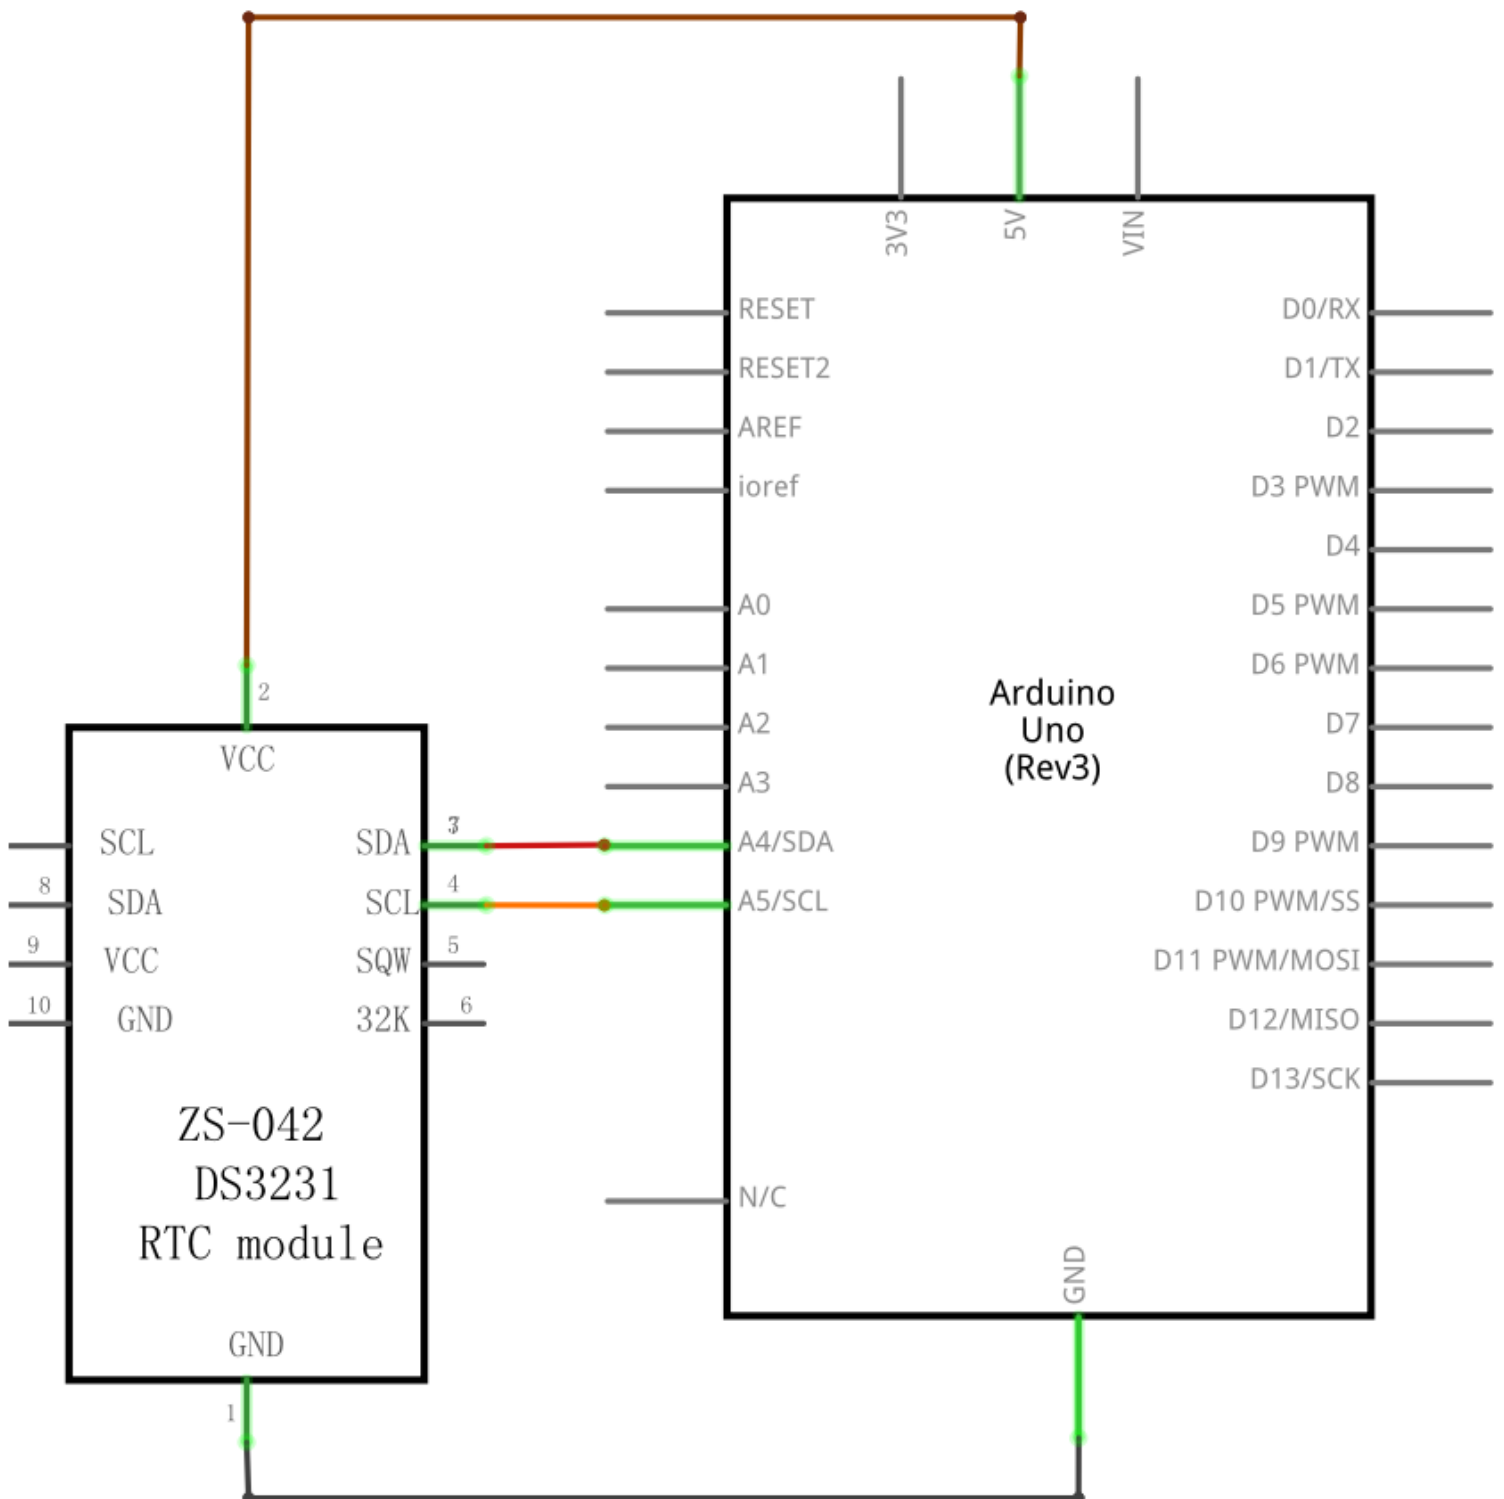 3V3
5V
VIN
RESET
D0/RX
RESET2
D1/TX
AREF
D2
ioref
D3 PWM
D4
A0
D5 PWM
A1
D6 PWM
Arduino
Uno
(Rev3)
2
A2
D7
VCC
A3
D8
SCL
SDA
A4/SDA
D9 PWM
8
SDA
SCL
4
A5/SCL
D10 PWM/SS
9
VCC
SQW
5
D11 PWM/MOSI
10
GND
32K
6
D12/MISO
D13/SCK
ZS-042
DS3231
RTC module
N/C
GND
GND
1